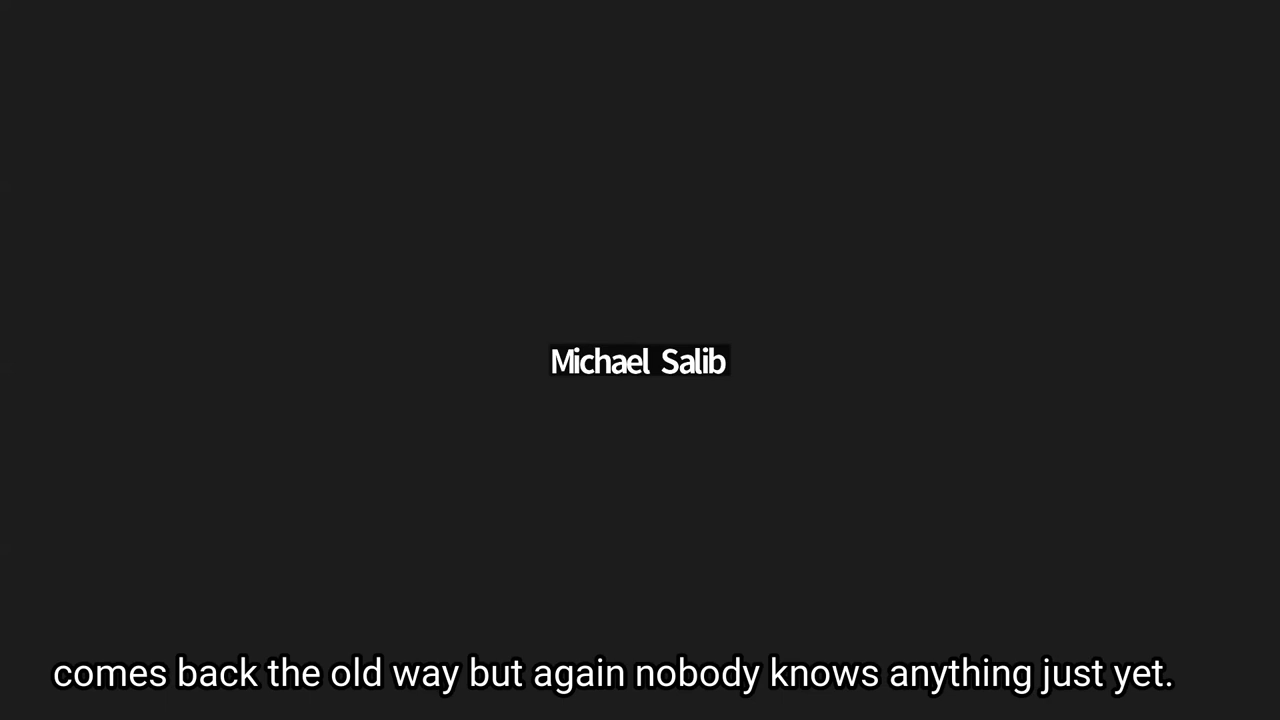 Michael Salib
comes back the old way but again nobody knows anything just yet.